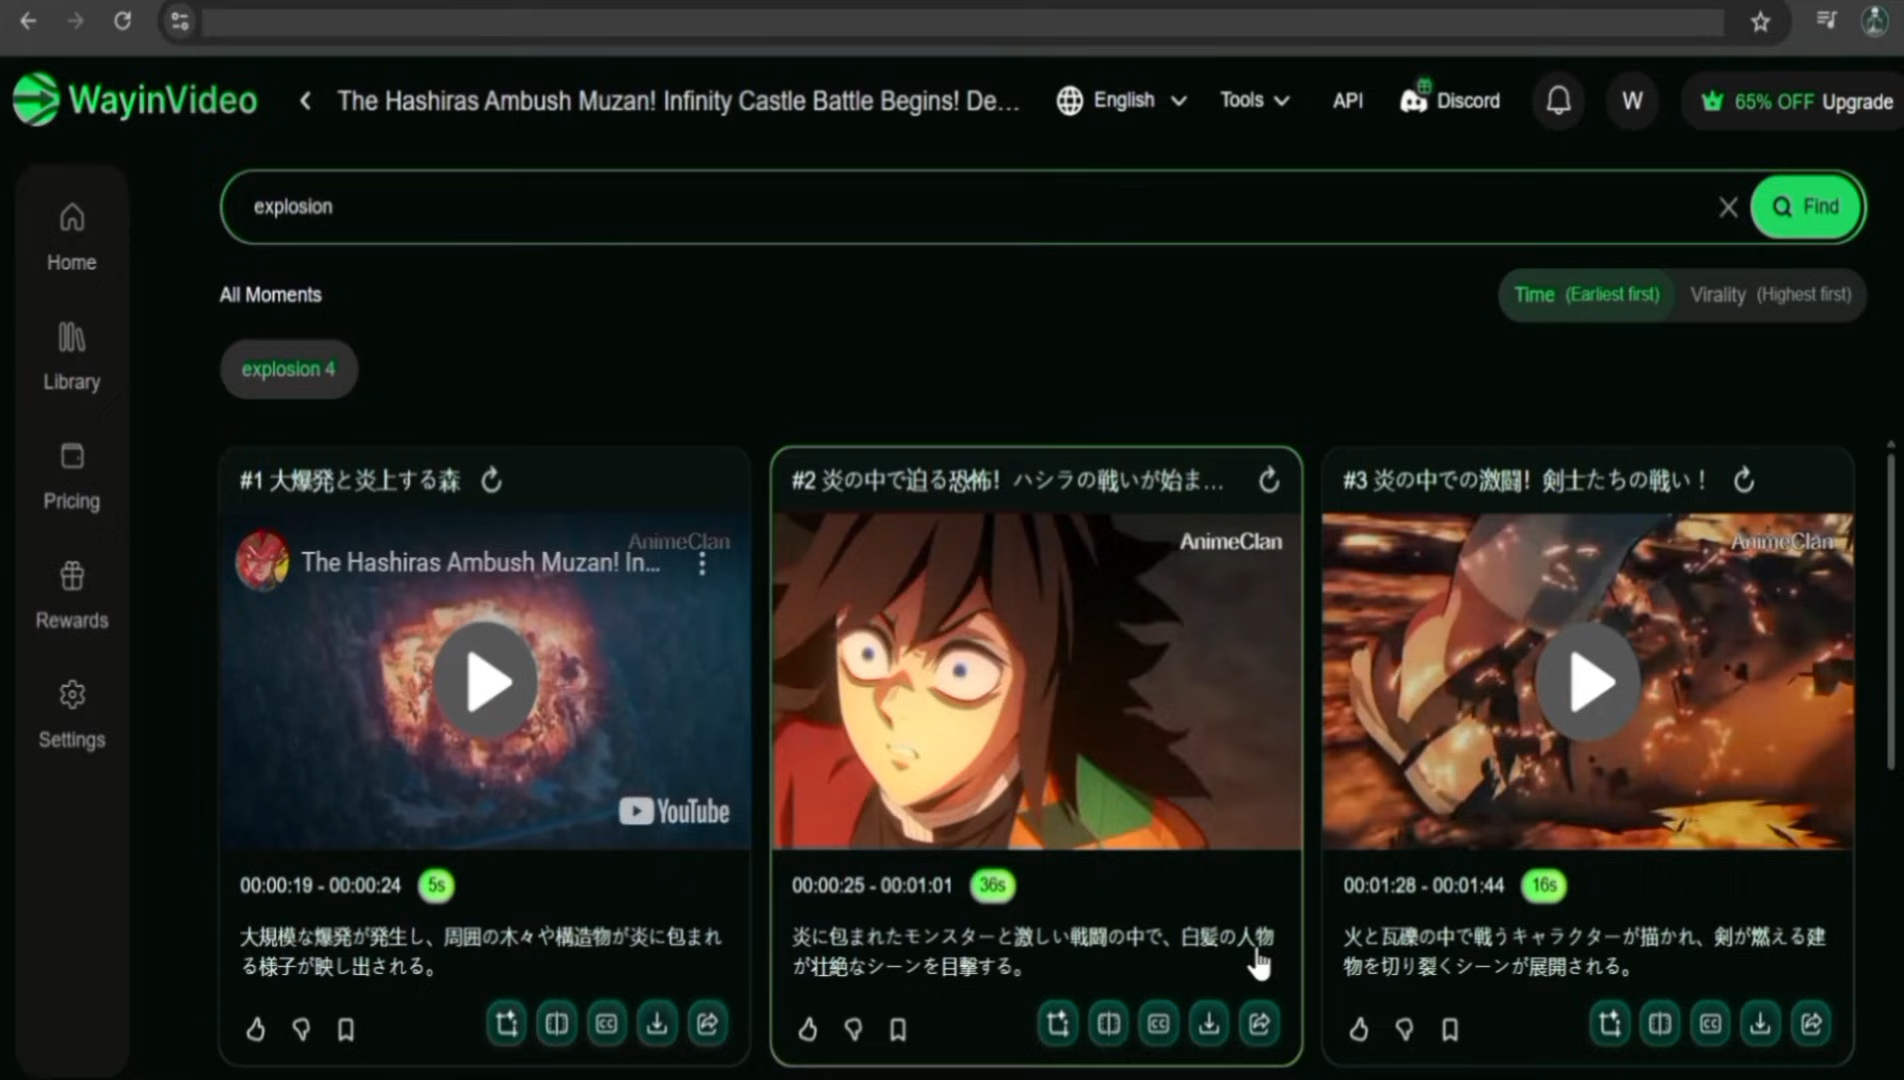 WayinVideo
The Hashiras Ambush Muzan! Infinity Castle Battle Begins! De...
English
Tools
API
Discord
W
65% OFF Upgrade
explosion
Find
Home
Library
Pricing
Rewards
Settings
All Moments
Time (Earliest first)
Virality (Highest first)
explosion 4
#1 大爆発と炎上する森
AnimeClan
The Hashiras Ambush Muzan! In...
YouTube
00:00:19 - 00:00:24 5s
大規模な爆発が発生し、周囲の木々や構造物が炎に包まれ
る様子が映し出される。
CC
#2 炎の中で迫る恐怖！ハシラの戦いが始ま...
AnimeClan
00:00:25 - 00:01:01 36s
炎に包まれたモンスターと激しい戦闘の中で、白髪の人物
が壮絶なシーンを目撃する。
CC
#3 炎の中での激闘！剣士たちの戦い！
AnimeClan
00:01:28 - 00:01:44 16s
火と瓦礫の中で戦うキャラクターが描かれ、剣が燃える建
物を切り裂くシーンが展開される。
CC